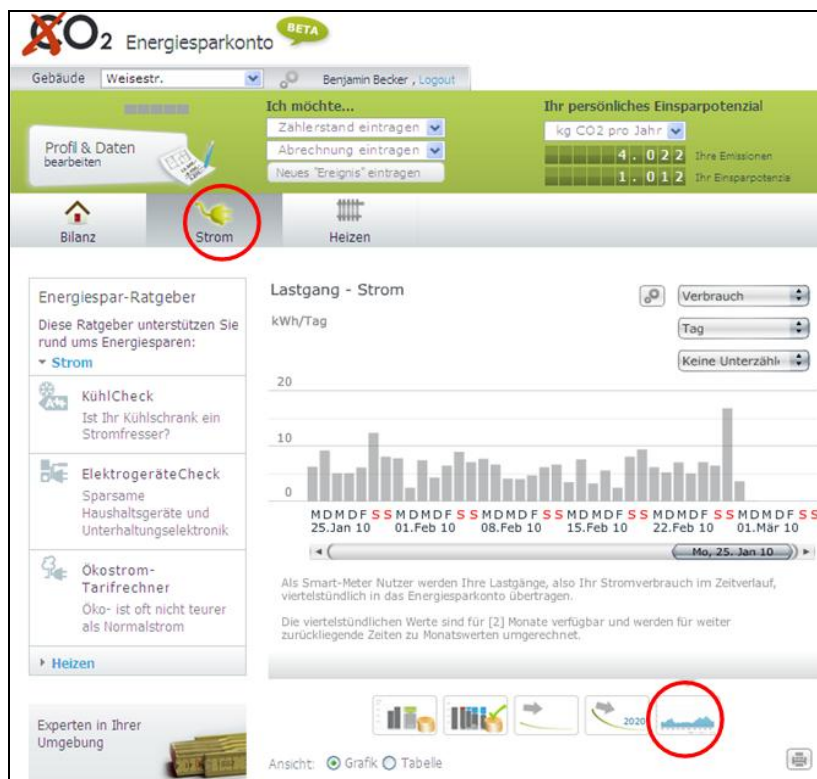 CO2 Energiesparkonto BETA
Gebäude Weisestr. Benjamin Becker , Logout
Ich möchte...
Zählerstand eintragen
Abrechnung eintragen
Neues "Ereignis" eintragen
Ihr persönliches Einsparpotenzial
kg CO2 pro Jahr
4.022 Ihre Emissionen
1.012 Ihr Einsparpotenzia
Profil & Daten
bearbeiten
Bilanz Strom Heizen
Energiespar-Ratgeber
Diese Ratgeber unterstützen Sie
rund ums Energiesparen:
Strom
KühlCheck
Ist Ihr Kühlschrank ein
Stromfresser?
ElektrogeräteCheck
Sparsame
Haushaltsgeräte und
Unterhaltungselektronik
Ökostrom-
Tarifrechner
Öko- ist oft nicht teurer
als Normalstrom
Heizen
Experten in Ihrer
Umgebung
Lastgang - Strom
kWh/Tag
Verbrauch
Tag
Keine Unterzähl
20
10
0
M D M D F S S M D M D F S S M D M D F S S M D M D F S S M D M D F S S M D M D F S S
25.Jan 10 01.Feb 10 08.Feb 10 15.Feb 10 22.Feb 10 01.Mär 10
Mo, 25. Jan 10
Als Smart-Meter Nutzer werden Ihre Lastgänge, also Ihr Stromverbrauch im Zeitverlauf,
viertelstündlich in das Energiesparkonto übertragen.
Die viertelstündlichen Werte sind für [2] Monate verfügbar und werden für weiter
zurückliegende Zeiten zu Monatswerten umgerechnet.
2020
Ansicht: Grafik Tabelle